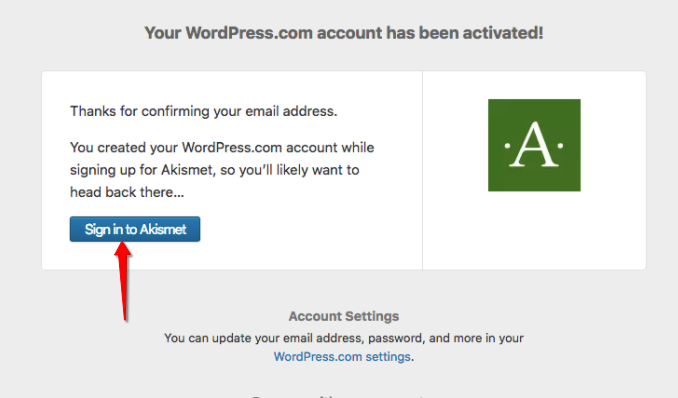 Your WordPress.com account has been activated!
Thanks for confirming your email address.
You created your WordPress.com account while
signing up for Akismet, so you’ll likely want to
head back there…
Sign in to Akismet
·A·
Account Settings
You can update your email address, password, and more in your
WordPress.com settings.